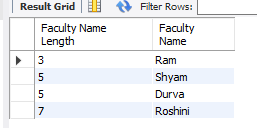 Result Grid Filter Rows:
Faculty Name Length Faculty Name
3 Ram
5 Shyam
5 Durva
7 Roshini